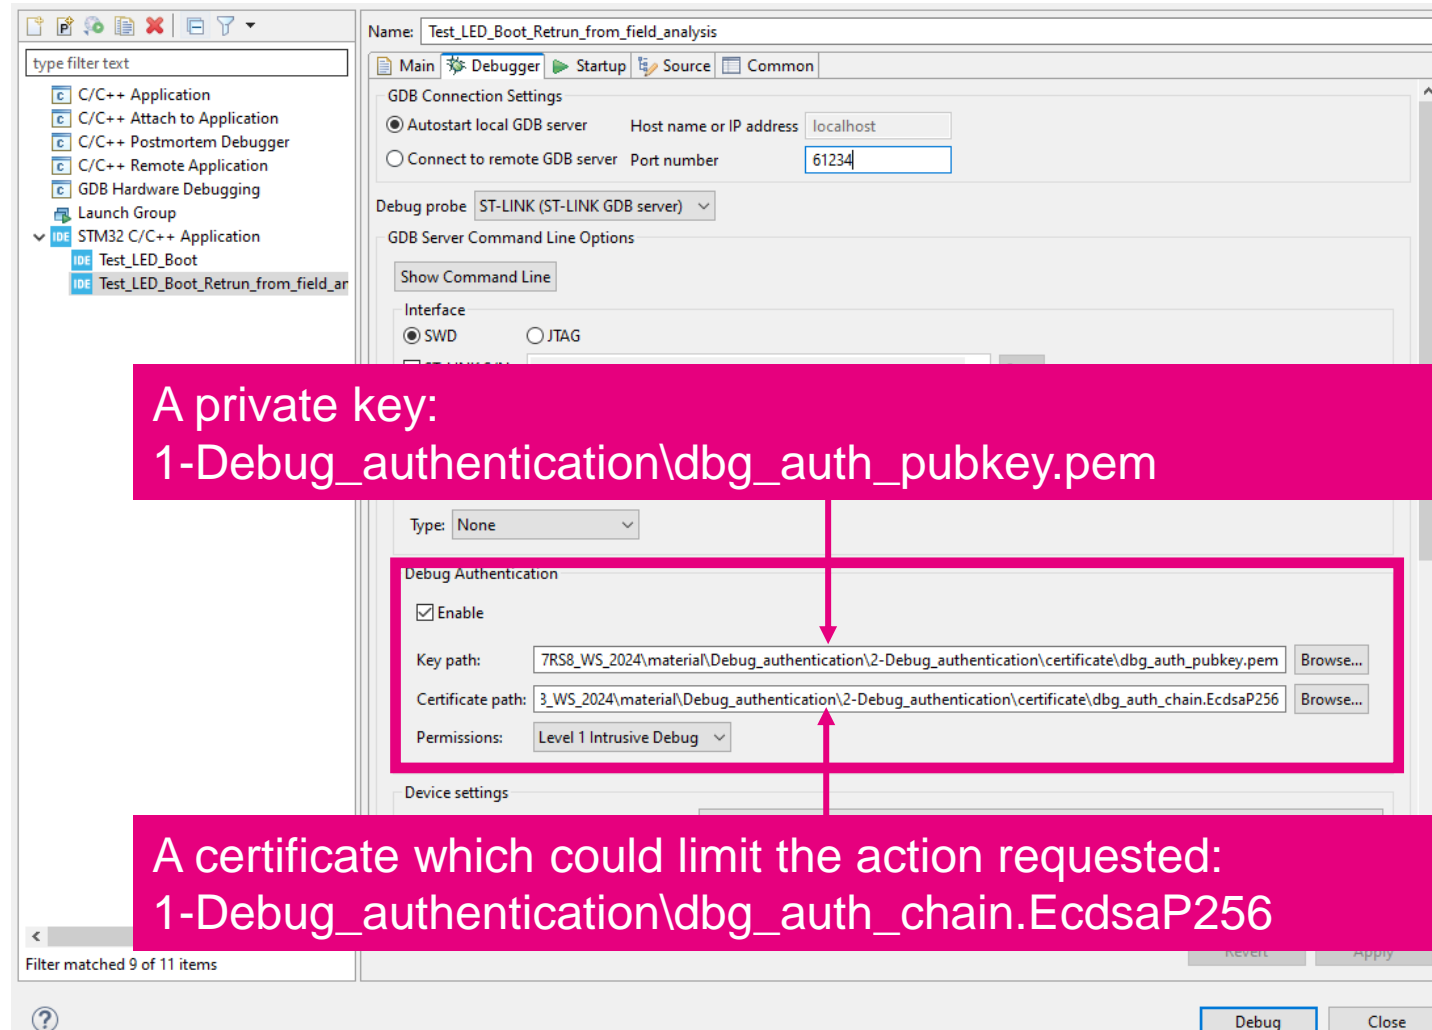 Name: Test_LED_Boot_Retrun_from_field_analysis
type filter text
Main Debugger Startup Source Common
C/C++ Application
C/C++ Attach to Application
C/C++ Postmortem Debugger
C/C++ Remote Application
GDB Hardware Debugging
Launch Group
IDE STM32 C/C++ Application
IDE Test_LED_Boot
IDE Test_LED_Boot_Retrun_from_field_ar
GDB Connection Settings
Autostart local GDB server Host name or IP address localhost
Connect to remote GDB server Port number 61234
Debug probe ST-LINK (ST-LINK GDB server)
GDB Server Command Line Options
Show Command Line
Interface
SWD JTAG
A private key:
1-Debug_authentication\dbg_auth_pubkey.pem
Type: None
Debug Authentication
Enable
Key path: 7RS8_WS_2024\material\Debug_authentication\2-Debug_authentication\certificate\dbg_auth_pubkey.pem Browse...
Certificate path: 3_WS_2024\material\Debug_authentication\2-Debug_authentication\certificate\dbg_auth_chain.EcdsaP256 Browse...
Permissions: Level 1 Intrusive Debug
Device settings
A certificate which could limit the action requested:
1-Debug_authentication\dbg_auth_chain.EcdsaP256
Revert Apply
Filter matched 9 of 11 items
Debug Close